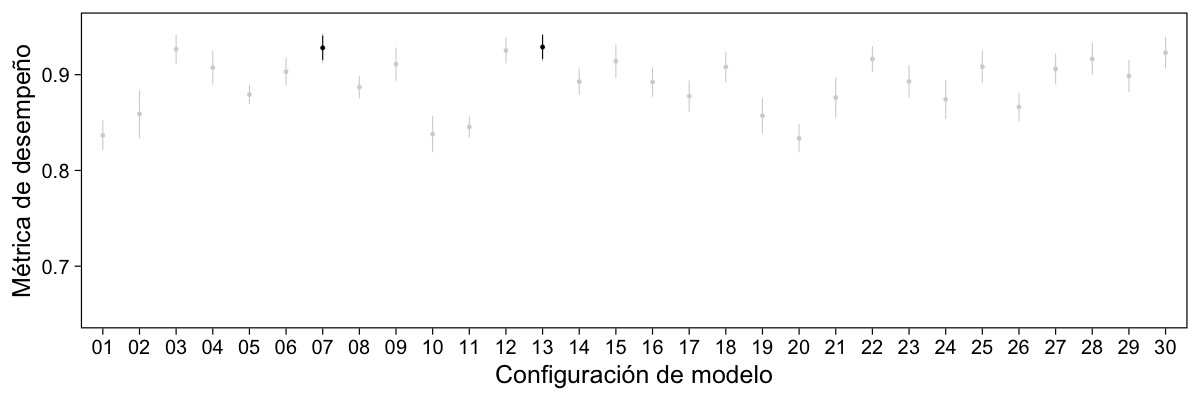 Métrica de desempeño
0.9
0.8
0.7
01 02 03 04 05 06 07 08 09 10 11 12 13 14 15 16 17 18 19 20 21 22 23 24 25 26 27 28 29 30
Configuración de modelo